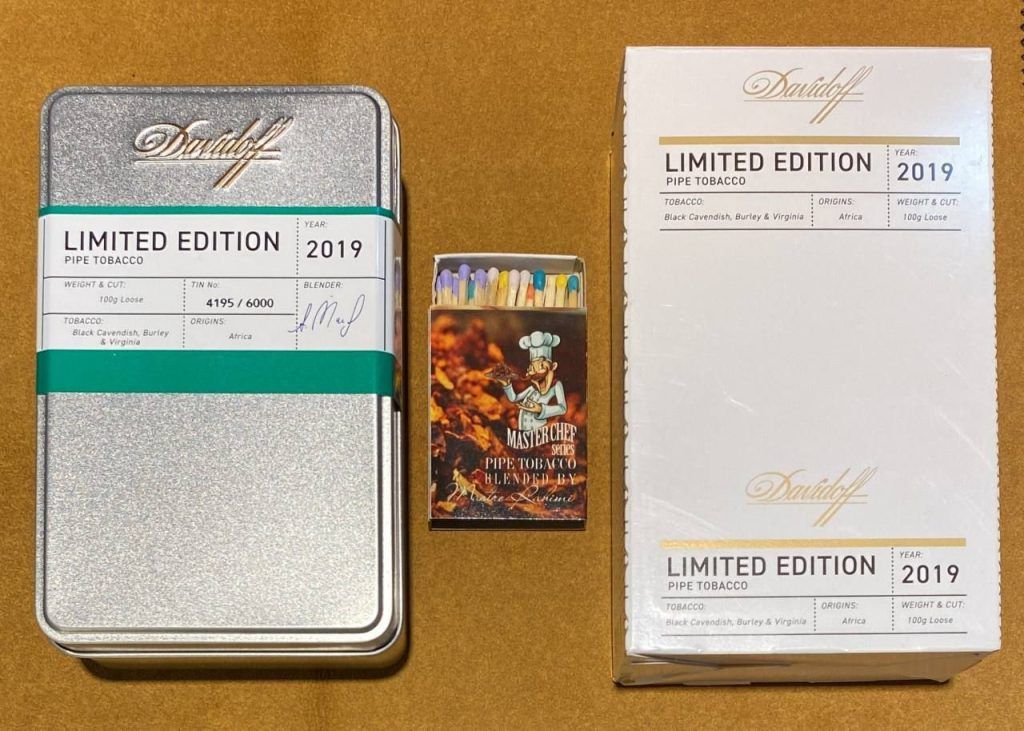 Davidoff
LIMITED EDITION
PIPE TOBACCO
YEAR:
2019
WEIGHT & CUT:
100g Loose
TIN No:
4195 / 6000
BLENDER:
TOBACCO:
Black Cavendish, Burley
& Virginia
ORIGINS:
Africa
MASTER CHEF
series
PIPE TOBACCO
BLENDED BY
Davidoff
LIMITED EDITION
PIPE TOBACCO
YEAR:
2019
TOBACCO:
Black Cavendish, Burley & Virginia
ORIGINS:
Africa
WEIGHT & CUT:
100g Loose
Davidoff
LIMITED EDITION
PIPE TOBACCO
YEAR:
2019
TOBACCO:
Black Cavendish, Burley & Virginia
ORIGINS:
Africa
WEIGHT & CUT:
100g Loose